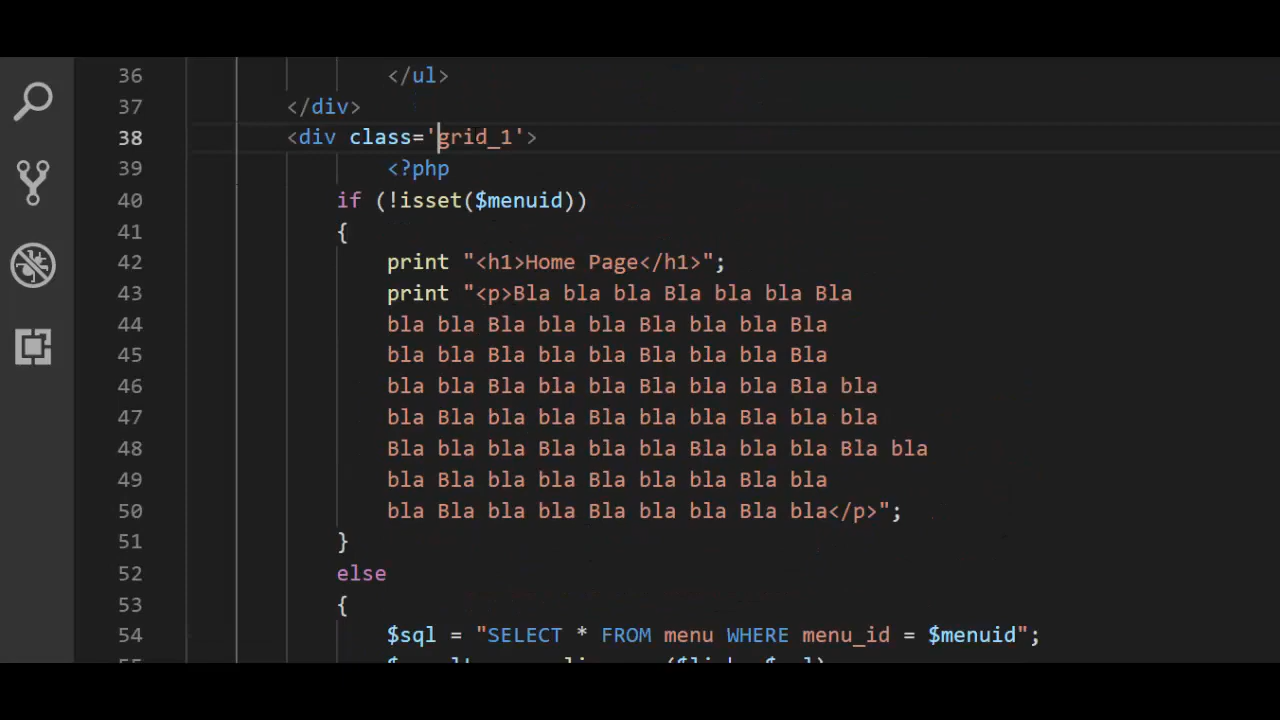 36 </ul>
37 </div>
38 <div class='grid_1'>
39 <?php
40 if (!isset($menuid))
41 {
42 print "<h1>Home Page</h1>";
43 print "<p>Bla bla bla Bla bla bla Bla
44 bla bla Bla bla bla Bla bla bla Bla
45 bla bla Bla bla bla Bla bla bla Bla
46 bla bla Bla bla bla Bla bla bla Bla bla
47 bla Bla bla bla Bla bla bla Bla bla bla
48 Bla bla bla Bla bla bla Bla bla bla Bla bla
49 bla Bla bla bla Bla bla bla Bla bla
50 bla Bla bla bla Bla bla bla Bla bla</p>";
51 }
52 else
53 {
54 $sql = "SELECT * FROM menu WHERE menu_id = $menuid";